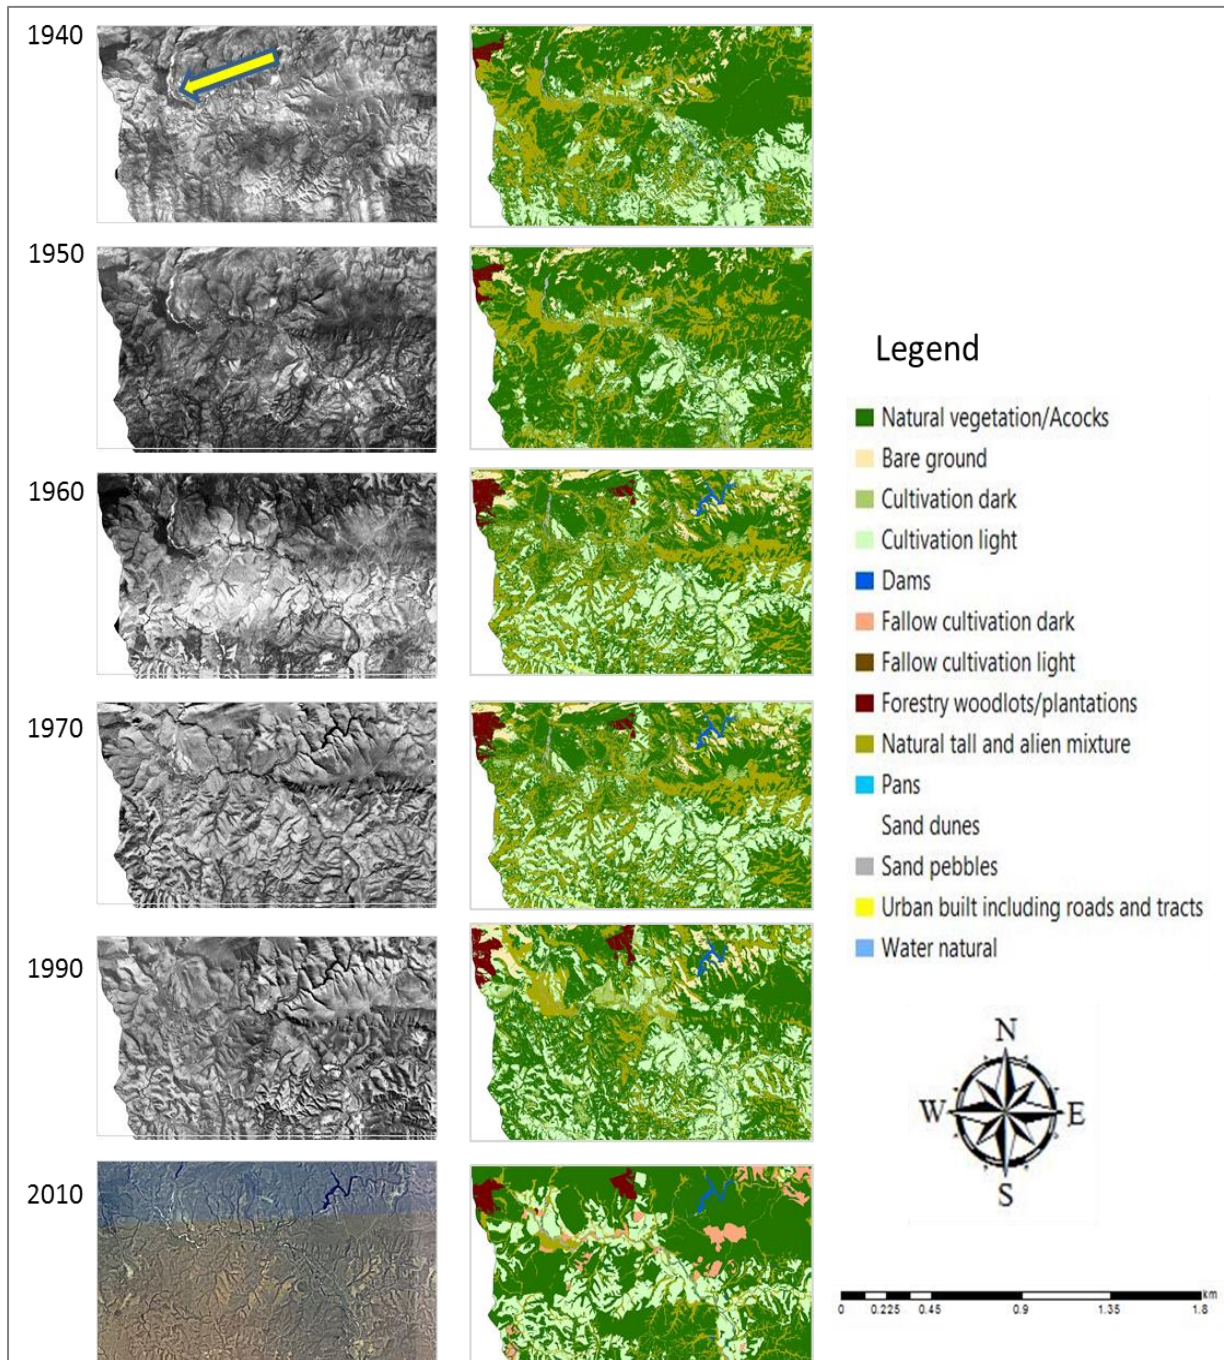 1940
1950
1960
1970
1990
2010
Legend
Natural vegetation/Acocks
Bare ground
Cultivation dark
Cultivation light
Dams
Fallow cultivation dark
Fallow cultivation light
Forestry woodlots/plantations
Natural tall and alien mixture
Pans
Sand dunes
Sand pebbles
Urban built including roads and tracts
Water natural
N
W E
S
km
0 0.225 0.45 0.9 1.35 1.8